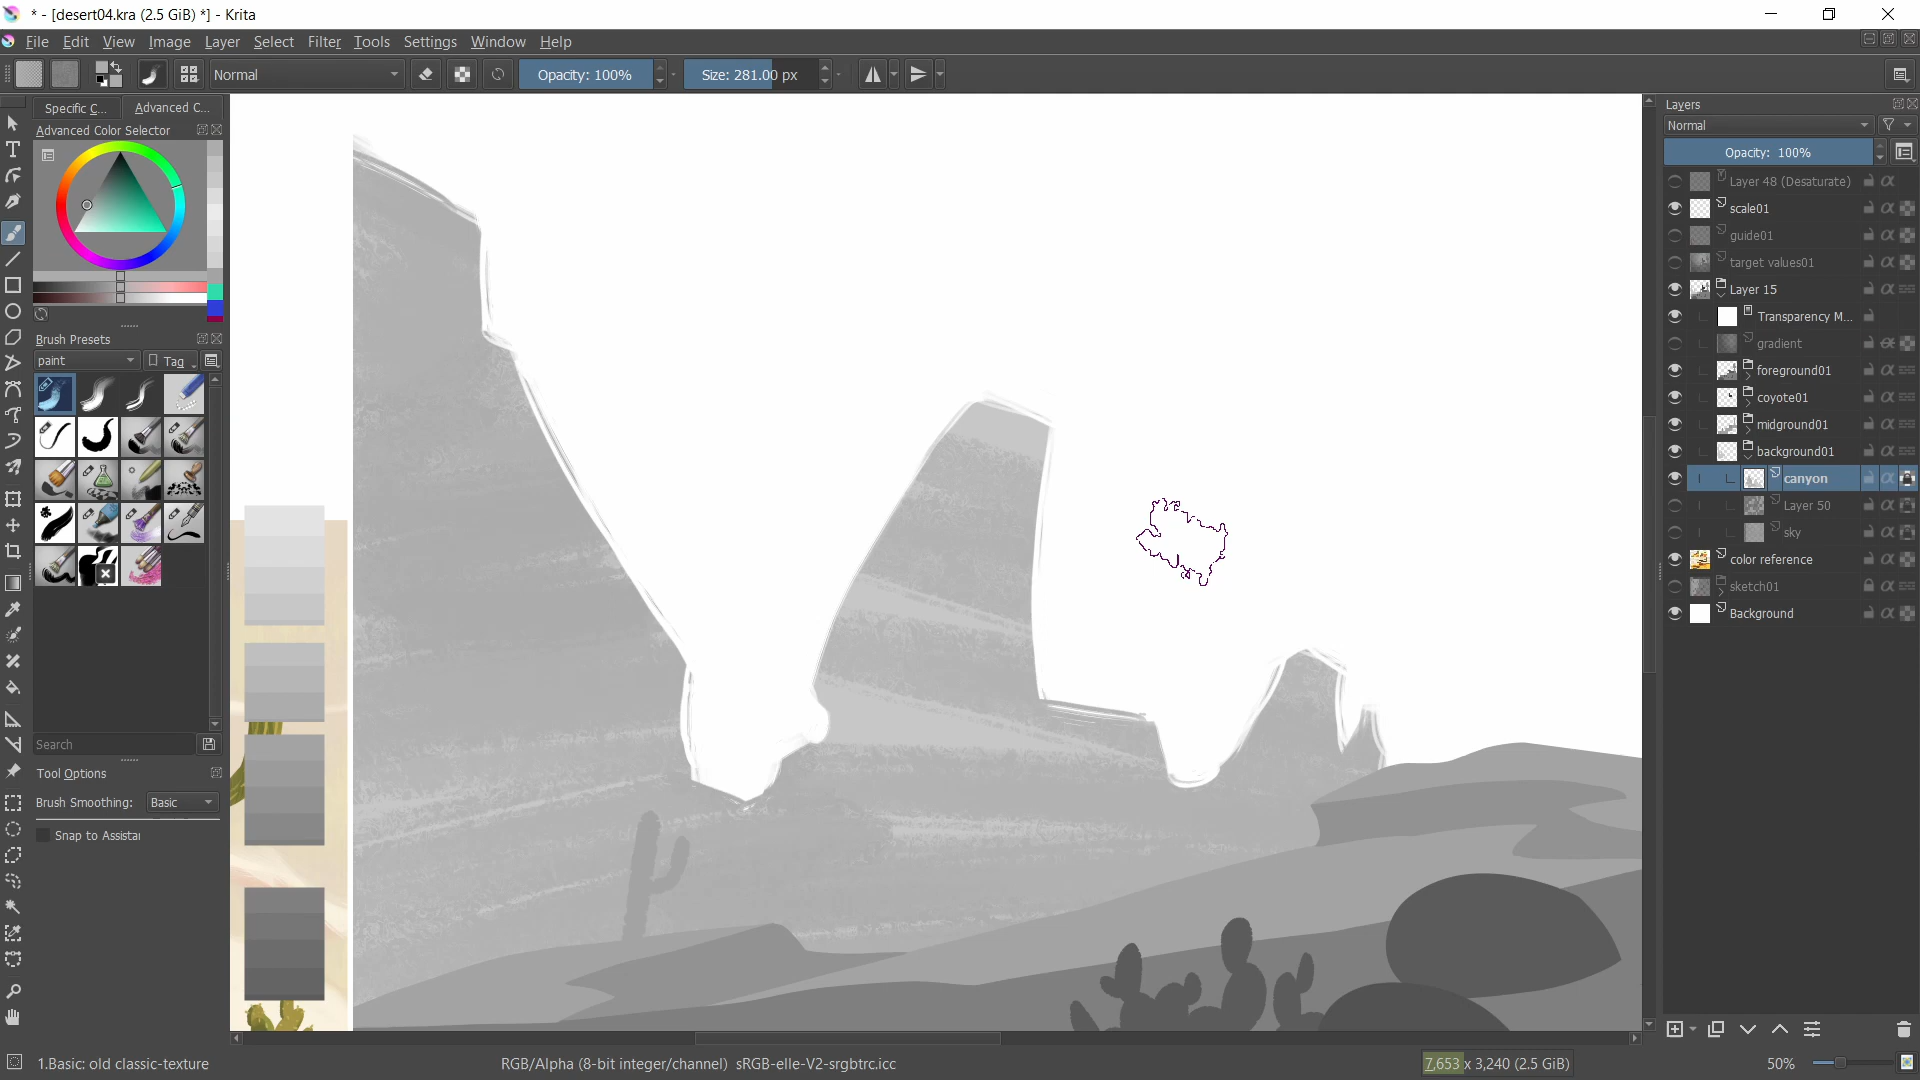 * - [desert04.kra (2.5 GiB) *] - Krita
File Edit View Image Layer Select Filter Tools Settings Window Help
Normal
Opacity: 100%
Size: 281.00 px
Specific C...
Advanced C...
Advanced Color Selector
Brush Presets
paint
Tag
Search
Tool Options
Brush Smoothing: Basic
Snap to Assistar
Layers
Normal
Opacity: 100%
Layer 48 (Desaturate)
scale01
guide01
target values01
Layer 15
Transparency M...
gradient
foreground01
coyote01
midground01
background01
canyon
Layer 50
sky
color reference
sketch01
Background
1.Basic: old classic-texture
RGB/Alpha (8-bit integer/channel) sRGB-elle-V2-srgbtrc.icc
7,653 x 3,240 (2.5 GiB)
50%